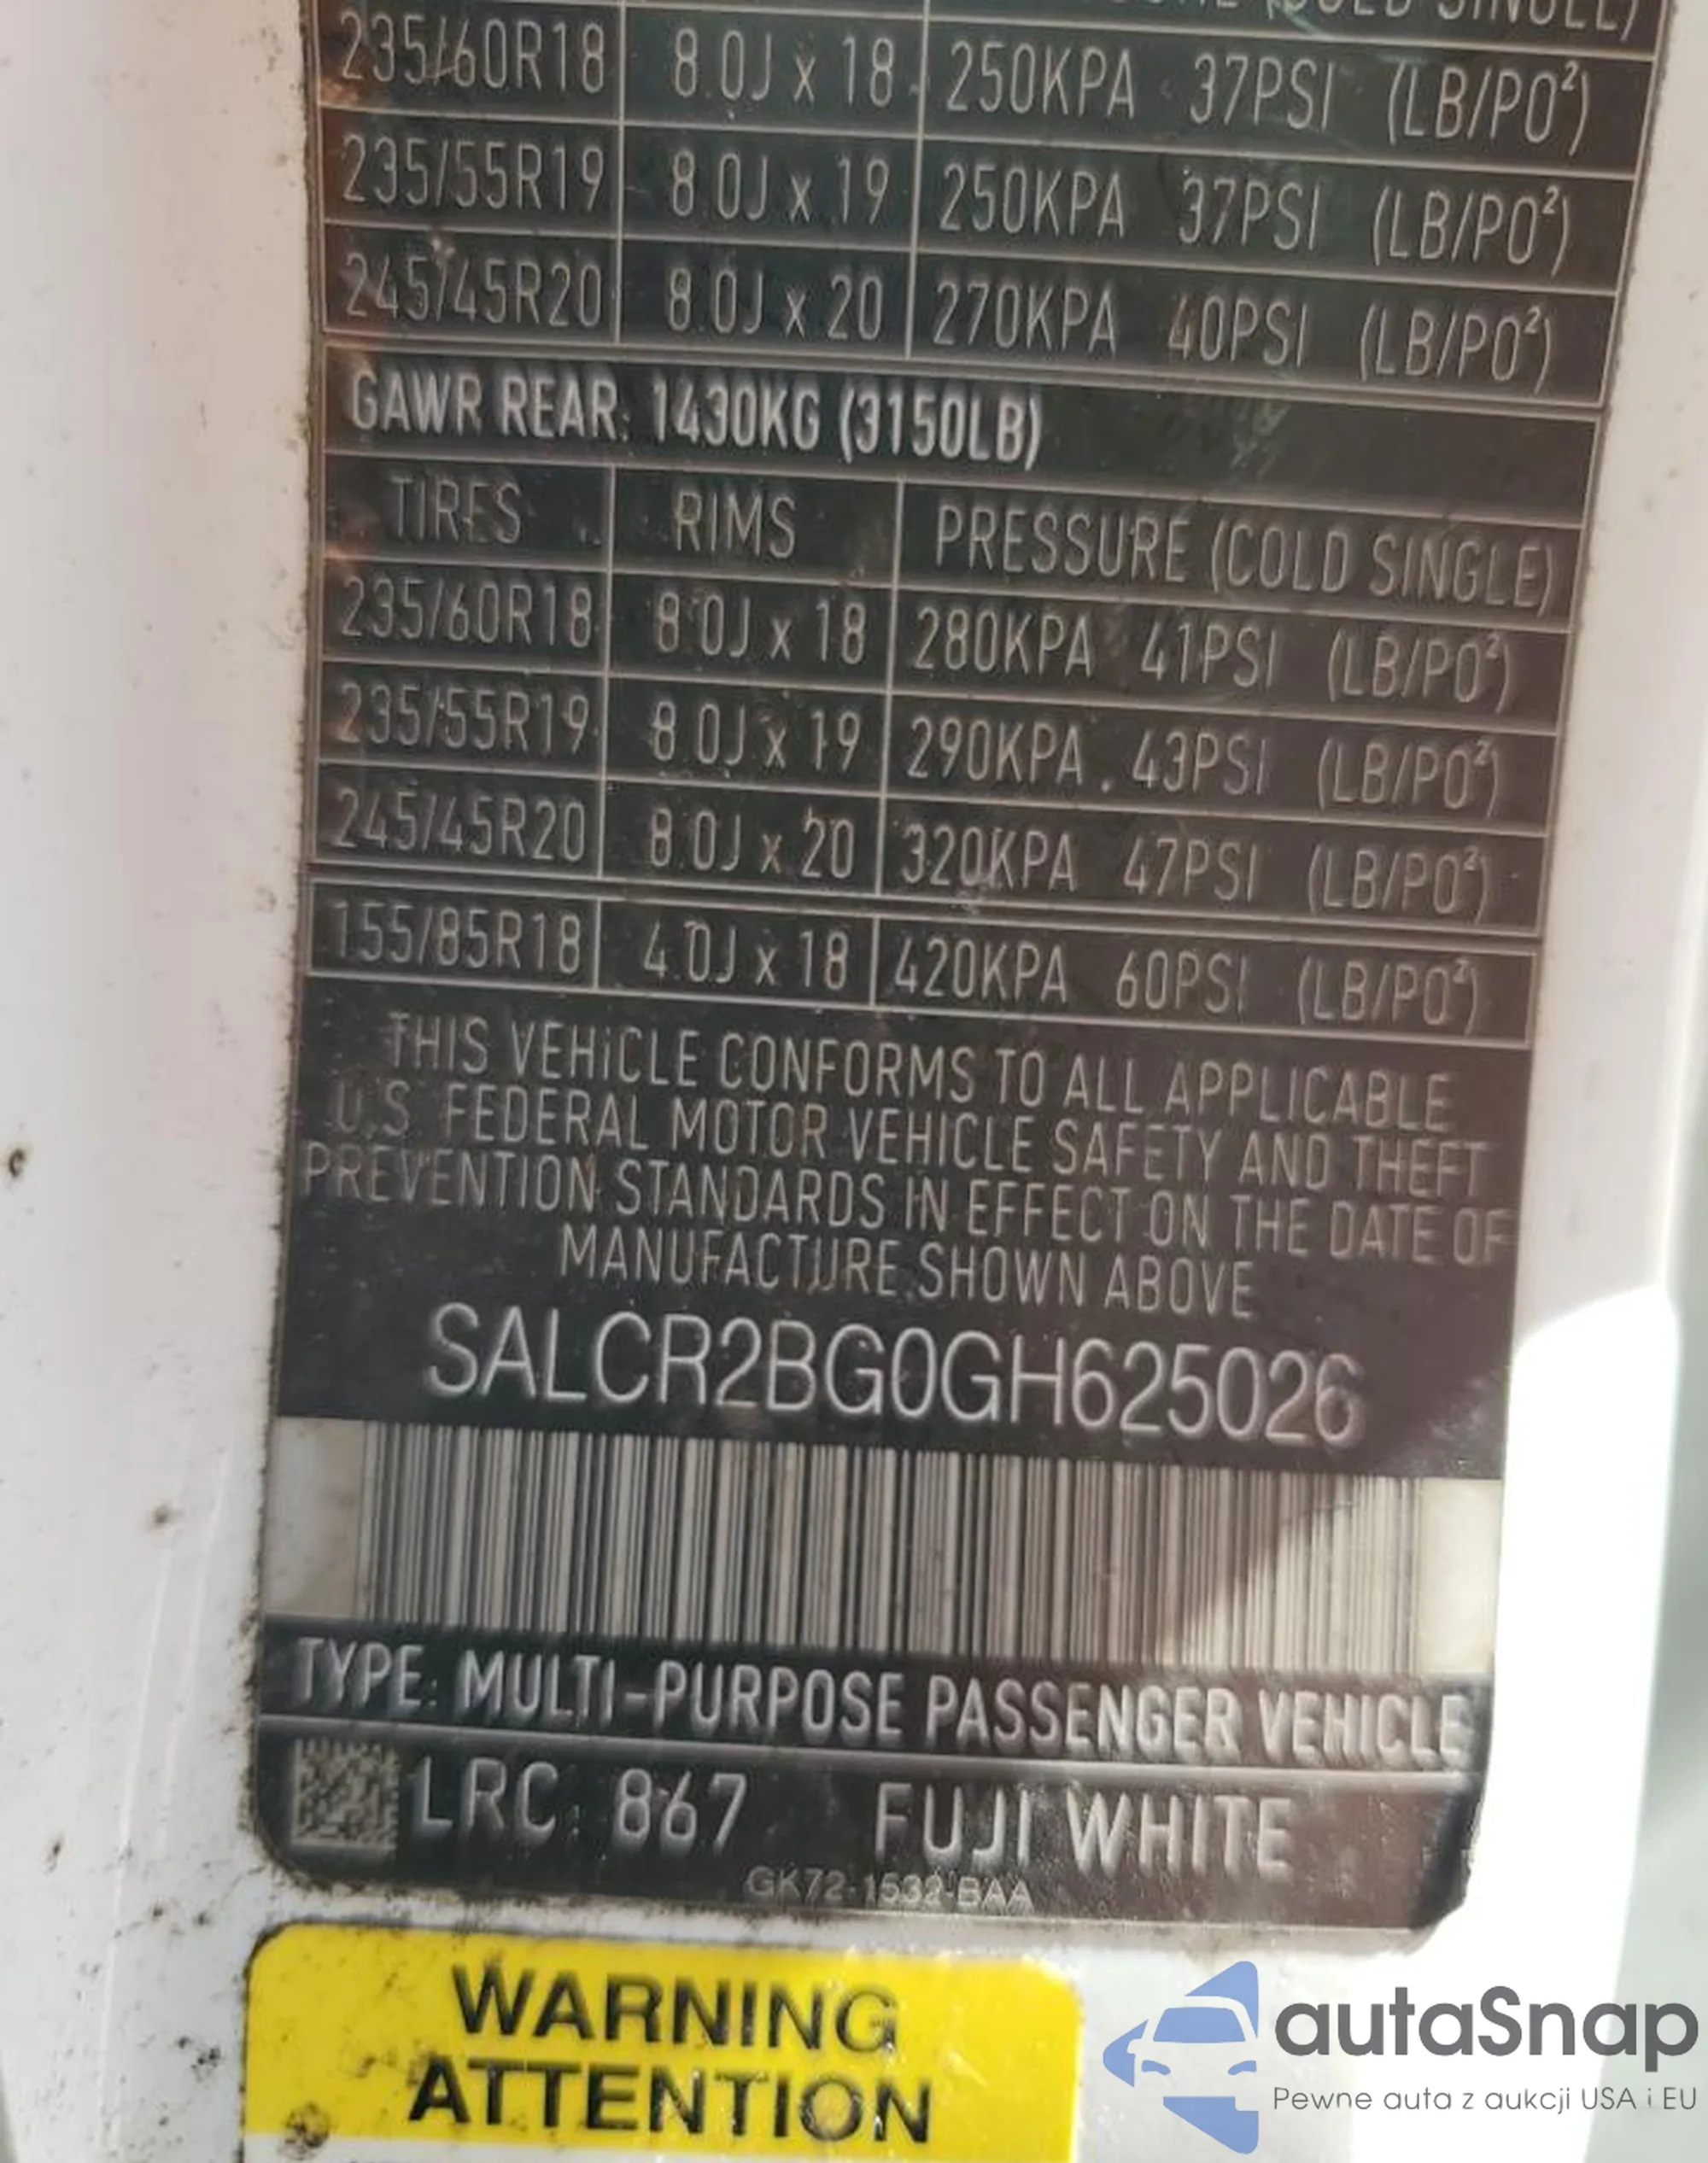 (COLD SINGLE)
235/60R18 8.0J x 18 250KPA 37PSI (LB/PO²)
235/55R19 8.0J x 19 250KPA 37PSI (LB/PO²)
245/45R20 8.0J x 20 270KPA 40PSI (LB/PO²)
GAWR REAR: 1430KG (3150LB)
TIRES RIMS PRESSURE (COLD SINGLE)
235/60R18 8.0J x 18 280KPA 41PSI (LB/PO²)
235/55R19 8.0J x 19 290KPA 43PSI (LB/PO²)
245/45R20 8.0J x 20 320KPA 47PSI (LB/PO²)
155/85R18 4.0J x 18 420KPA 60PSI (LB/PO²)
THIS VEHICLE CONFORMS TO ALL APPLICABLE
U.S FEDERAL MOTOR VEHICLE SAFETY AND THEFT
PREVENTION STANDARDS IN EFFECT ON THE DATE OF
MANUFACTURE SHOWN ABOVE
SALCR2BG0GH625026
TYPE: MULTI-PURPOSE PASSENGER VEHICLE
LRC: 867 FUJI WHITE
GK72-1532-BAA
WARNING
ATTENTION
autaSnap
Pewne auta z aukcji USA i EU